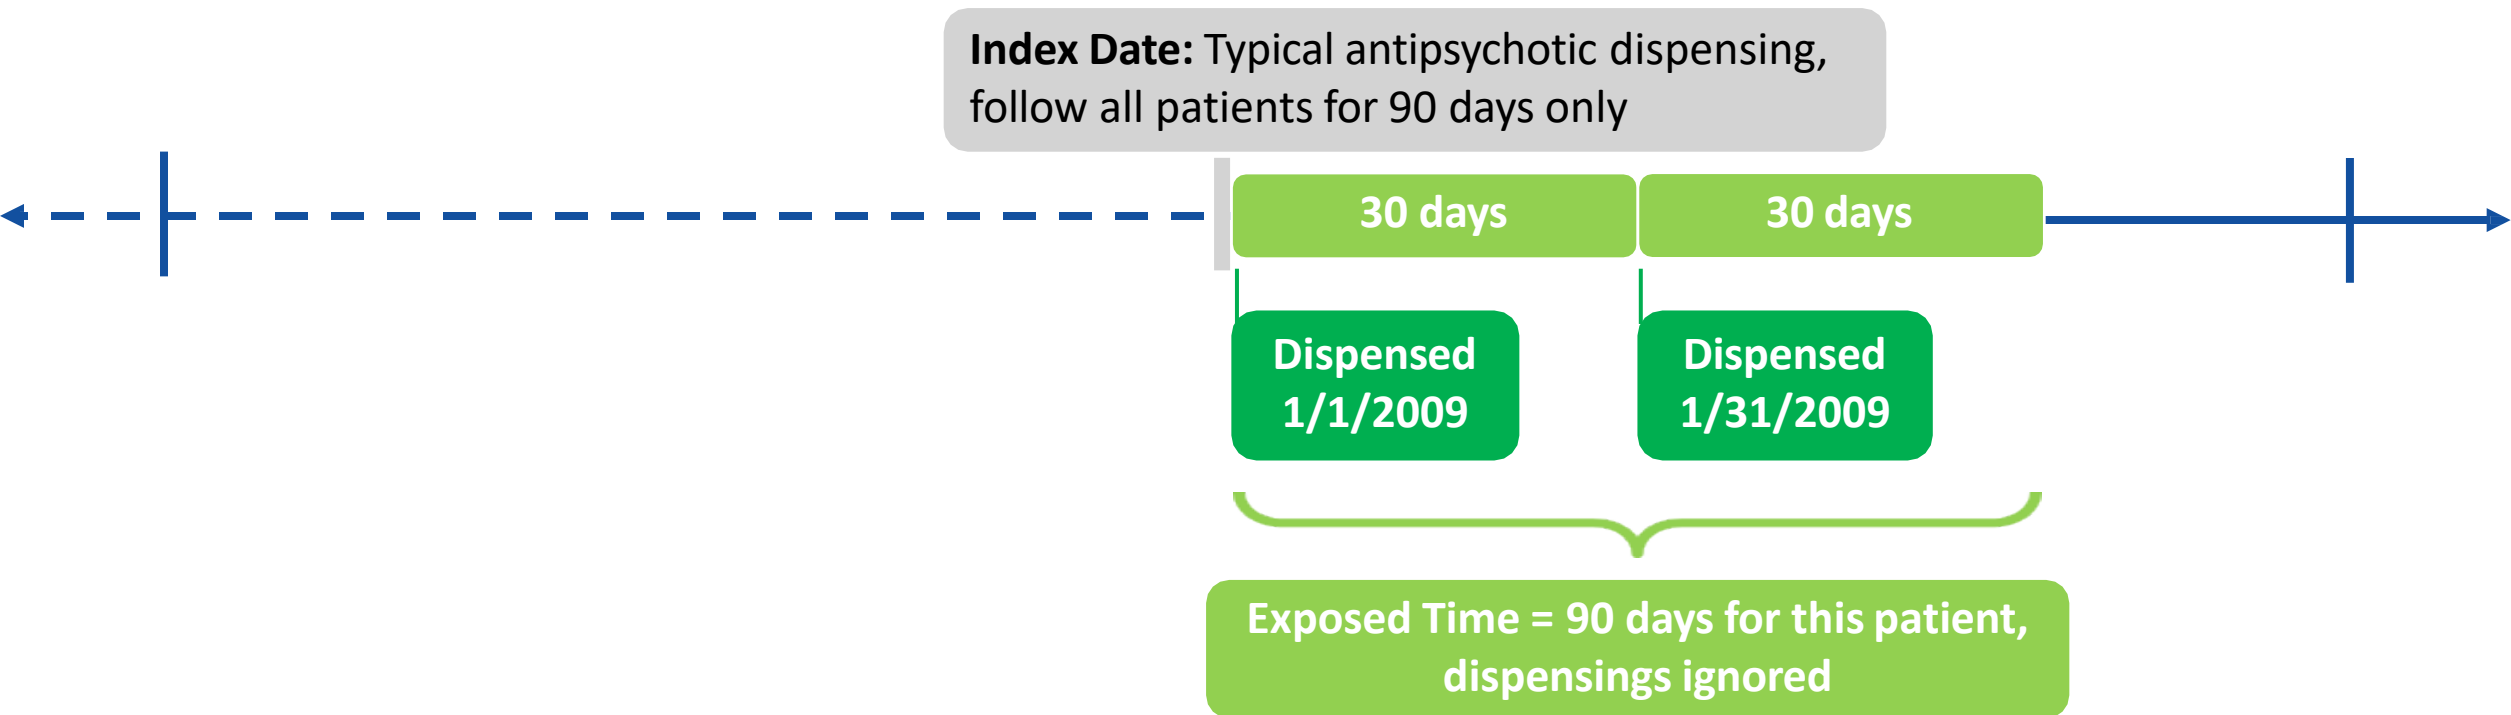 Index Date: Typical antipsychotic dispensing,
follow all patients for 90 days only
30 days
30 days
Dispensed
1/1/2009
Dispensed
1/31/2009
Exposed Time = 90 days for this patient,
dispensings ignored